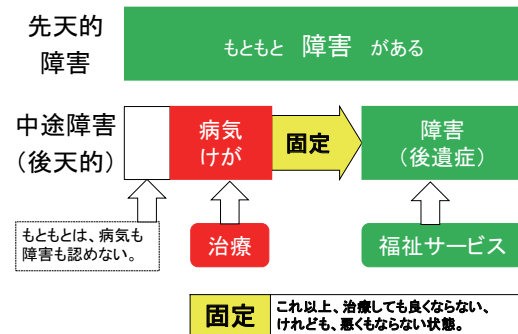 先天的
障害
もともと 障害 がある
中途障害
（後天的）
病気
けが
固定
障害
（後遺症）
もともとは、病気も
障害も認めない。
治療
福祉サービス
固定
これ以上、治療しても良くならない、
けれども、悪くもならない状態。